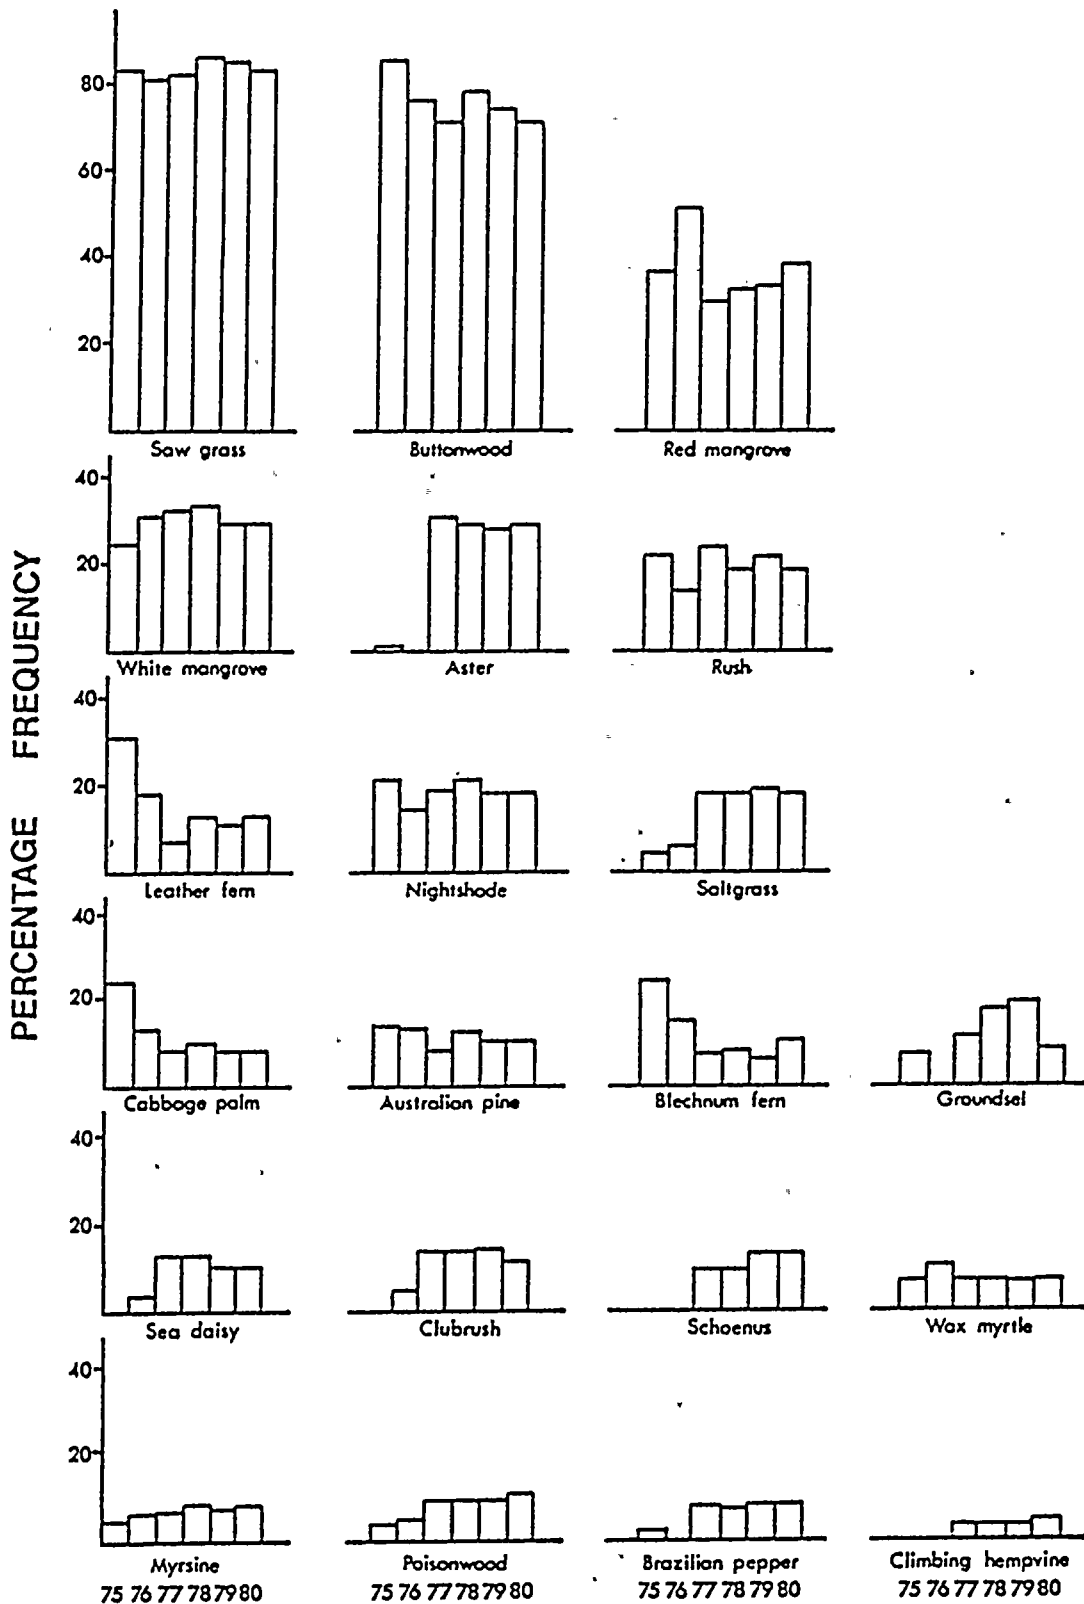 PERCENTAGE FREQUENCY
80
60
40
20
Saw grass Buttonwood Red mangrove
40
20
White mangrove Aster Rush
40
20
Leather fern Nightshode Saltgrass
40
20
Cabboge palm Australian pine Blechnum fern Groundsel
40
20
Sea daisy Clubrush Schoenus Wax myrtle
40
20
Myrsine Poisonwood Brazilian pepper Climbing hempvine
75 76 77 78 79 80 75 76 77 78 79 80 75 76 77 78 79 80 75 76 77 78 79 80